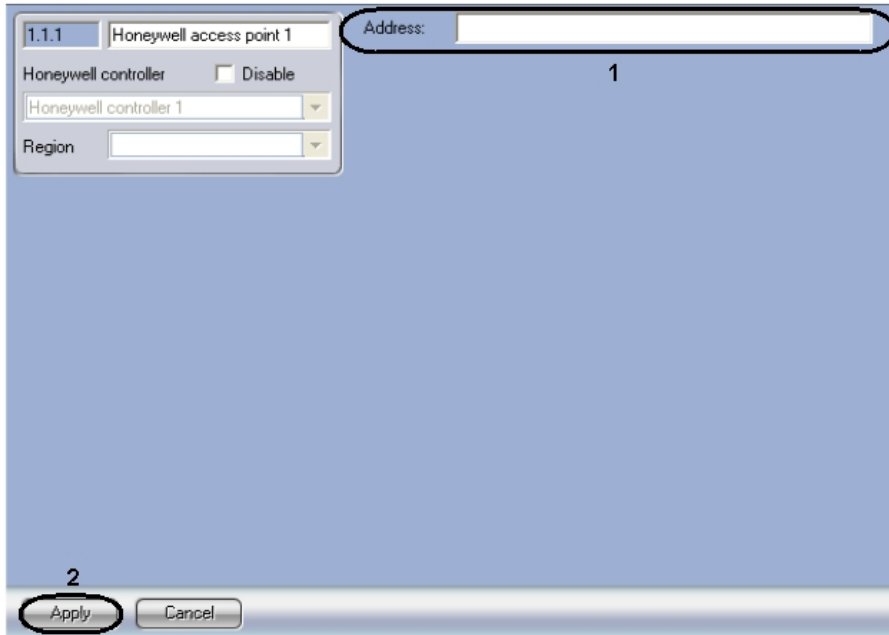 1.1.1 Honeywell access point 1
Address:
1
Honeywell controller Disable
Honeywell controller 1
Region
2
Apply Cancel